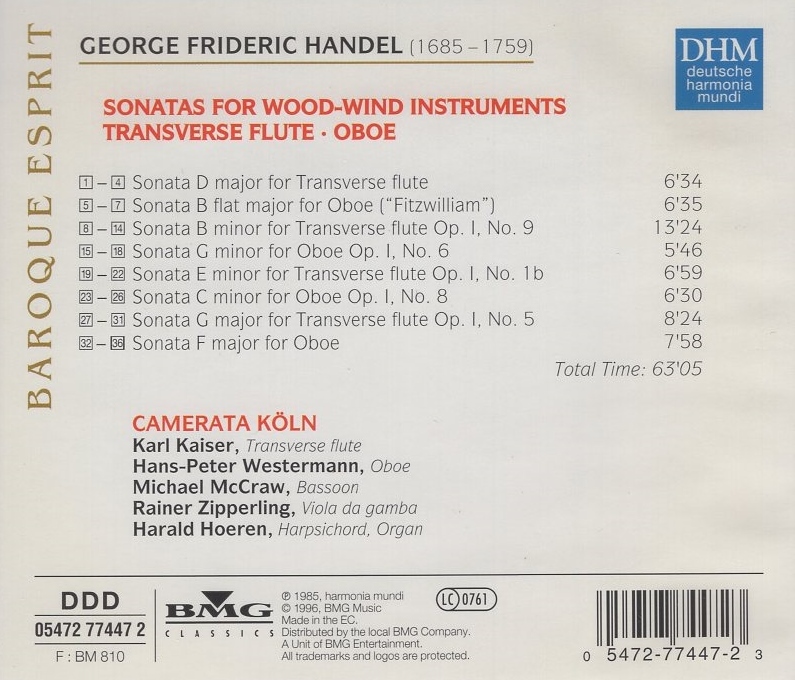 BAROQUE ESPRIT
GEORGE FRIDERIC HANDEL (1685–1759)
DHM
deutsche
harmonia
mundi
SONATAS FOR WOOD-WIND INSTRUMENTS
TRANSVERSE FLUTE · OBOE
1 – 4 Sonata D major for Transverse flute 6'34
5 – 7 Sonata B flat major for Oboe (“Fitzwilliam”) 6'35
8 – 14 Sonata B minor for Transverse flute Op. I, No. 9 13'24
15 – 18 Sonata G minor for Oboe Op. I, No. 6 5'46
19 – 22 Sonata E minor for Transverse flute Op. I, No. 1b 6'59
23 – 26 Sonata C minor for Oboe Op. I, No. 8 6'30
27 – 31 Sonata G major for Transverse flute Op. I, No. 5 8'24
32 – 36 Sonata F major for Oboe 7'58
Total Time: 63'05
CAMERATA KÖLN
Karl Kaiser, Transverse flute
Hans-Peter Westermann, Oboe
Michael McCraw, Bassoon
Rainer Zipperling, Viola da gamba
Harald Hoeren, Harpsichord, Organ
DDD
05472 77447 2
F : BM 810
BMG
CLASSICS
℗ 1985, harmonia mundi
© 1996, BMG Music
Made in the EC.
Distributed by the local BMG Company.
A Unit of BMG Entertainment.
All trademarks and logos are protected.
LC 0761
0 5472-77447-2 3